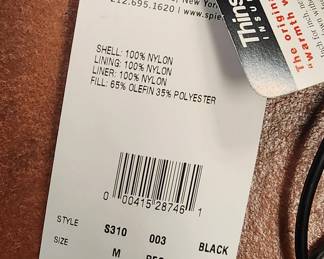 New York
212.695.1620 | www.spie
SHELL: 100% NYLON
LINING: 100% NYLON
LINER: 100% NYLON
FILL: 65% OLEFIN 35% POLYESTER
0 00415 28746 1
STYLE S310 003 BLACK
SIZE M
Thins
INSU
The origin
"warmth w